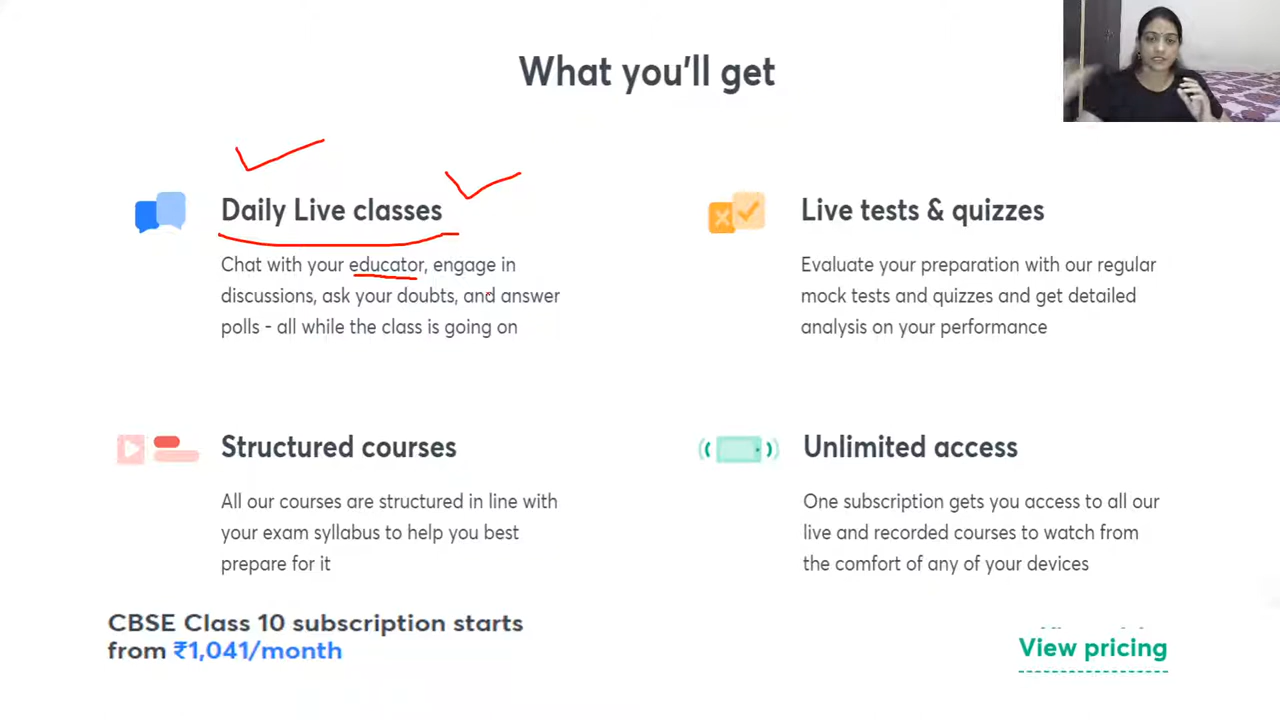 What you'll get
Daily Live classes
Chat with your educator, engage in
discussions, ask your doubts, and answer
polls - all while the class is going on
Live tests & quizzes
Evaluate your preparation with our regular
mock tests and quizzes and get detailed
analysis on your performance
Structured courses
All our courses are structured in line with
your exam syllabus to help you best
prepare for it
Unlimited access
One subscription gets you access to all our
live and recorded courses to watch from
the comfort of any of your devices
CBSE Class 10 subscription starts
from ₹1,041/month
View pricing